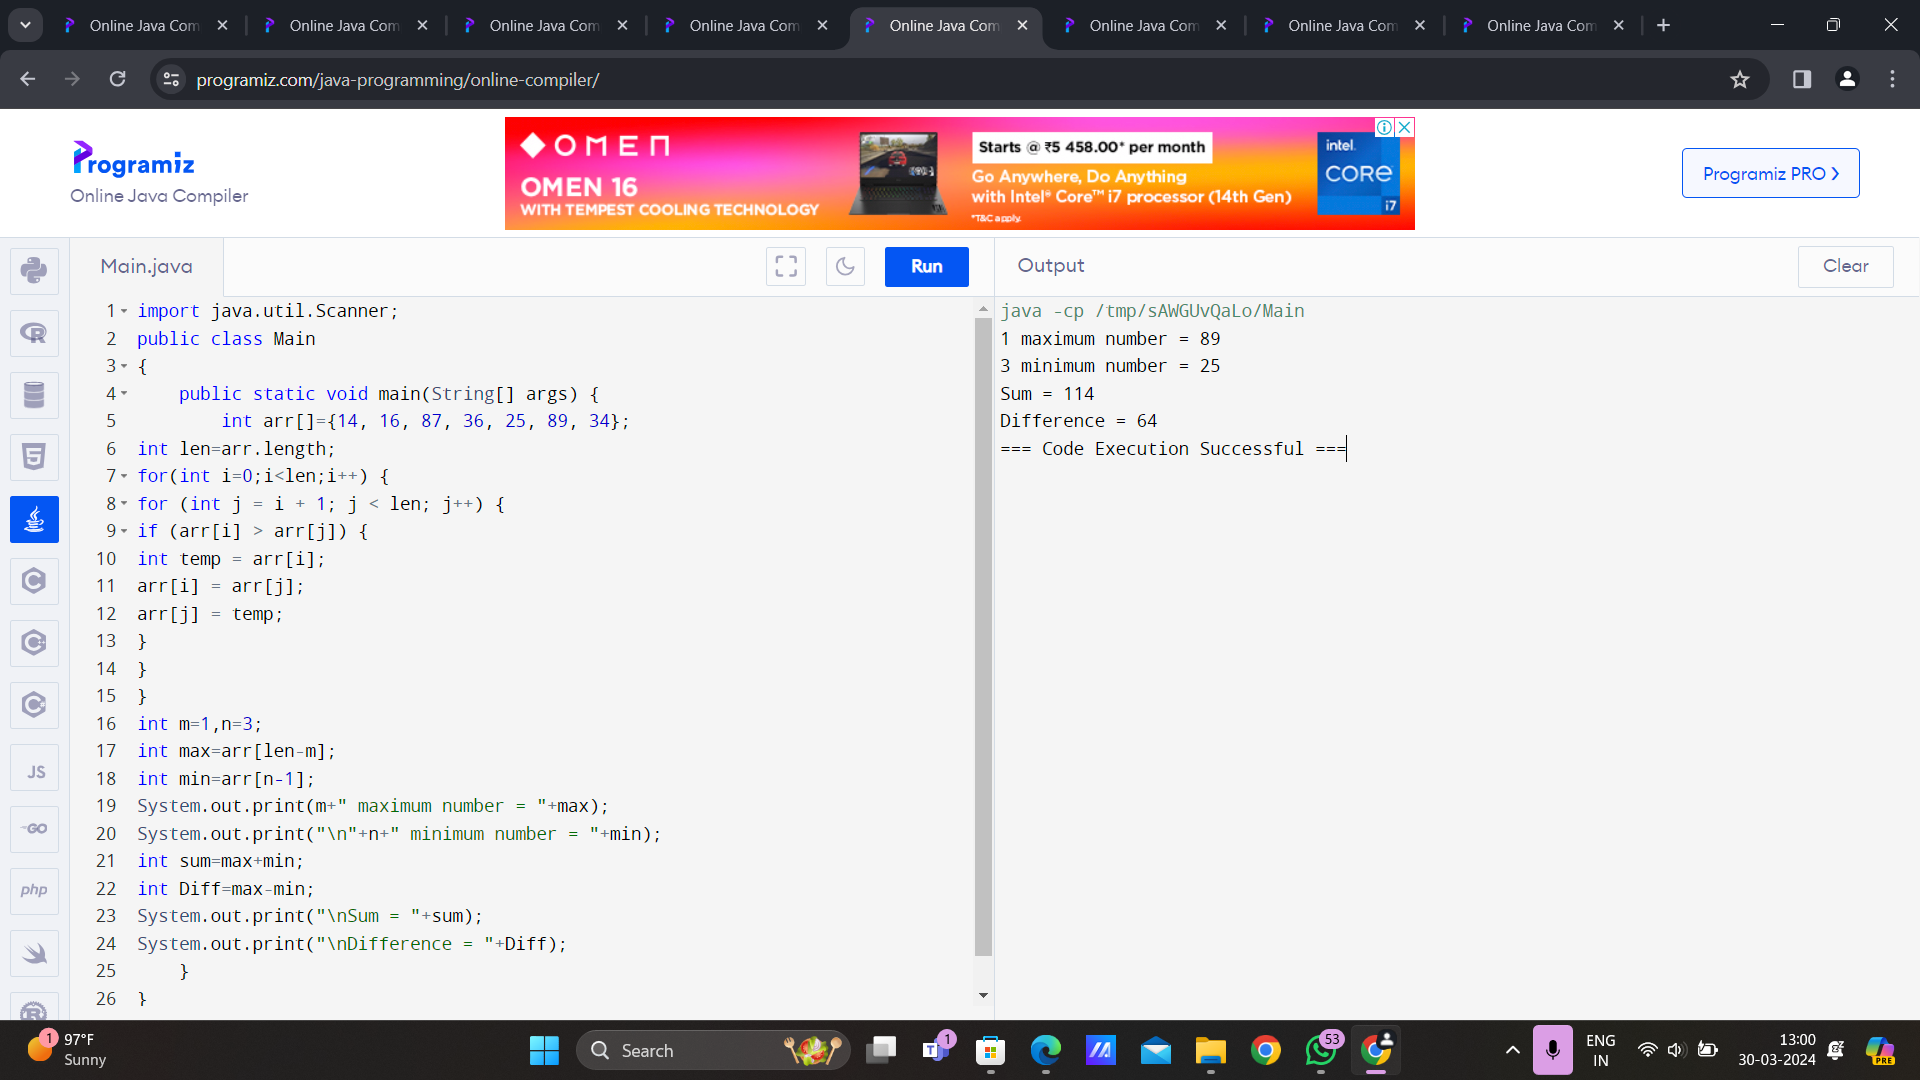 Online Java Com
Online Java Com
Online Java Com
Online Java Com
Online Java Com
Online Java Com
Online Java Com
Online Java Com
programiz.com/java-programming/online-compiler/
Programiz
Online Java Compiler
OMEN
OMEN 16
WITH TEMPEST COOLING TECHNOLOGY
Starts @ ₹5 458.00* per month
Go Anywhere, Do Anything
with Intel® Core™ i7 processor (14th Gen)
*T&C apply.
intel.
CORE
i7
Programiz PRO
Main.java
Run
Output
Clear
1 import java.util.Scanner;
2 public class Main
3 {
4 public static void main(String[] args) {
5 int arr[]={14, 16, 87, 36, 25, 89, 34};
6 int len=arr.length;
7 for(int i=0;i<len;i++) {
8 for (int j = i + 1; j < len; j++) {
9 if (arr[i] > arr[j]) {
10 int temp = arr[i];
11 arr[i] = arr[j];
12 arr[j] = temp;
13 }
14 }
15 }
16 int m=1,n=3;
17 int max=arr[len-m];
18 int min=arr[n-1];
19 System.out.print(m+" maximum number = "+max);
20 System.out.print("\n"+n+" minimum number = "+min);
21 int sum=max+min;
22 int Diff=max-min;
23 System.out.print("\nSum = "+sum);
24 System.out.print("\nDifference = "+Diff);
25 }
26 }
java -cp /tmp/sAWGUvQaLo/Main
1 maximum number = 89
3 minimum number = 25
Sum = 114
Difference = 64
=== Code Execution Successful ===
JS
GO
php
1
97°F
Sunny
Search
1
53
ENG
IN
13:00
30-03-2024
PRE